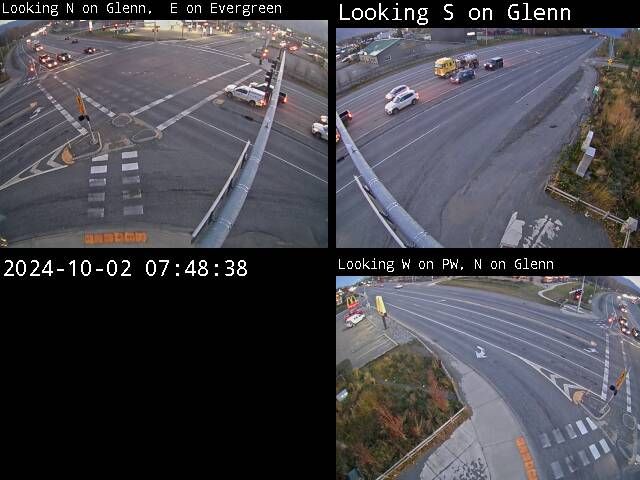 Looking N on Glenn, E on Evergreen
Looking S on Glenn
2024-10-02 07:48:38
Looking W on PW, N on Glenn